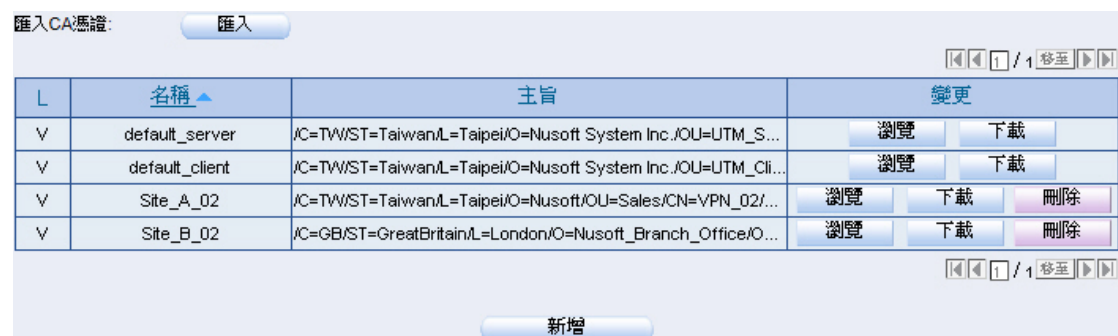 匯入CA憑證: 匯入
1 / 1 移至
L 名稱 主旨 變更
V default_server /C=TW/ST=Taiwan/L=Taipei/O=Nusoft System Inc./OU=UTM_S... 瀏覽 下載
V default_client /C=TW/ST=Taiwan/L=Taipei/O=Nusoft System Inc./OU=UTM_Cli... 瀏覽 下載
V Site_A_02 /C=TW/ST=Taiwan/L=Taipei/O=Nusoft/OU=Sales/CN=VPN_02/... 瀏覽 下載 刪除
V Site_B_02 /C=GB/ST=GreatBritain/L=London/O=Nusoft_Branch_Office/O... 瀏覽 下載 刪除
1 / 1 移至
新增